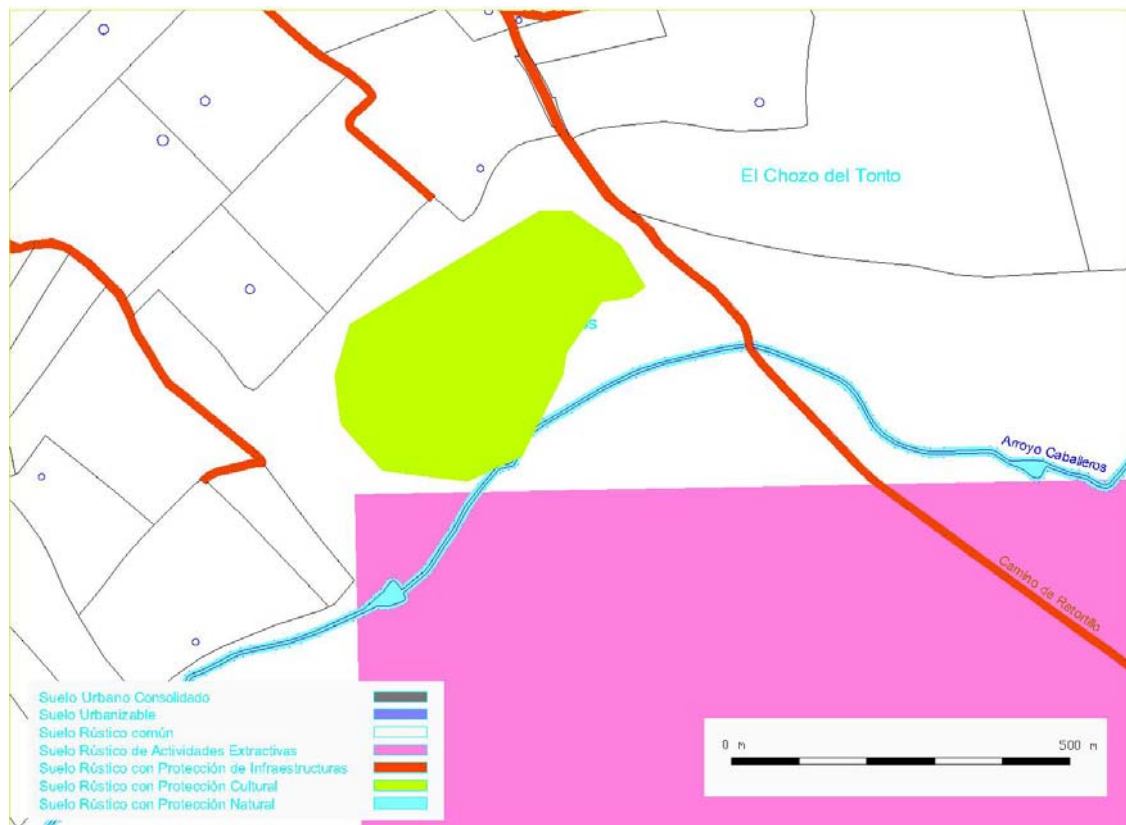 El Chozo del Tonto
Arroyo Caballeros
Camino de Retortillo
Suelo Urbano Consolidado
Suelo Urbanizable
Suelo Rústico común
Suelo Rústico de Actividades Extractivas
Suelo Rústico con Protección de Infraestructuras
Suelo Rústico con Protección Cultural
Suelo Rústico con Protección Natural
0 m 500 m